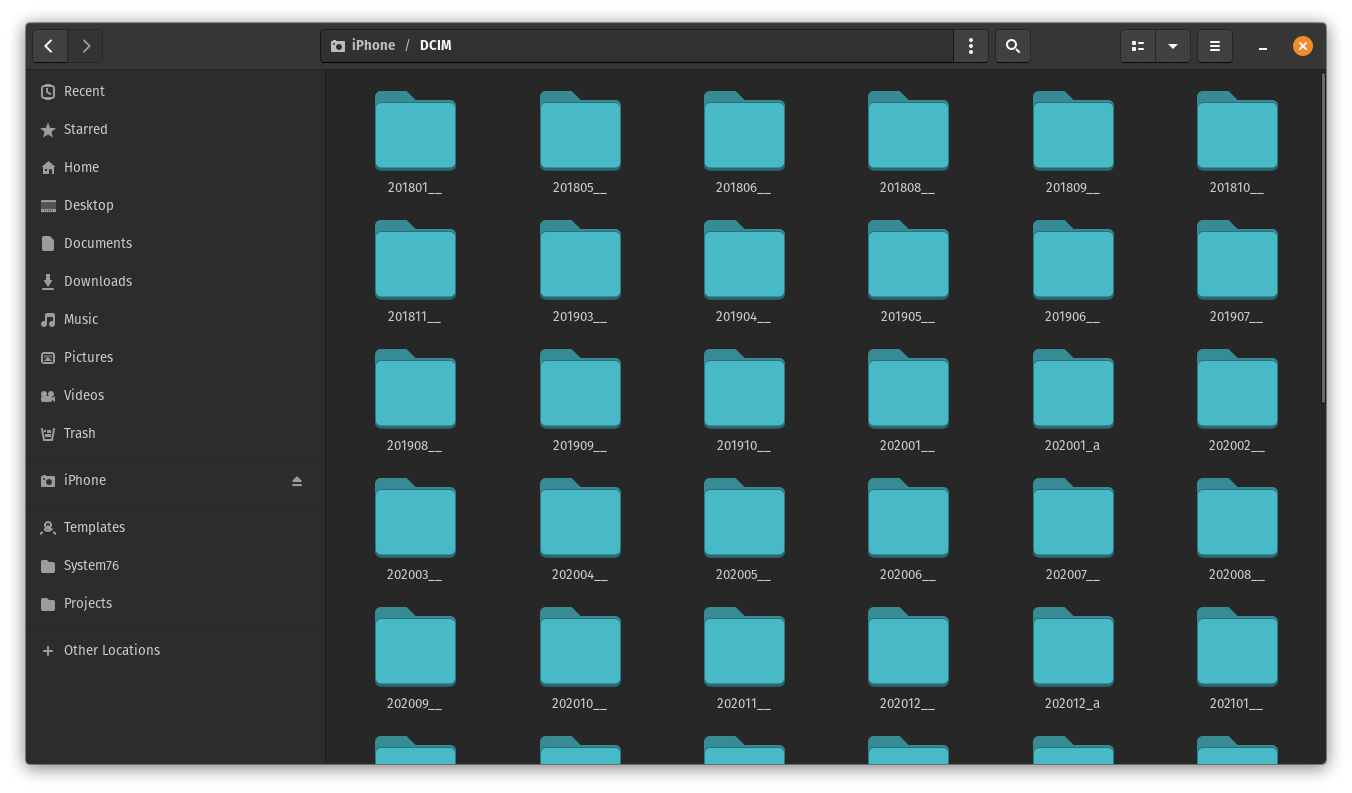 iPhone / DCIM
Recent
Starred
Home
Desktop
Documents
Downloads
Music
Pictures
Videos
Trash
iPhone
Templates
System76
Projects
Other Locations
201801__ 201805__ 201806__ 201808__ 201809__ 201810__
201811__ 201903__ 201904__ 201905__ 201906__ 201907__
201908__ 201909__ 201910__ 202001__ 202001_a 202002__
202003__ 202004__ 202005__ 202006__ 202007__ 202008__
202009__ 202010__ 202011__ 202012__ 202012_a 202101__